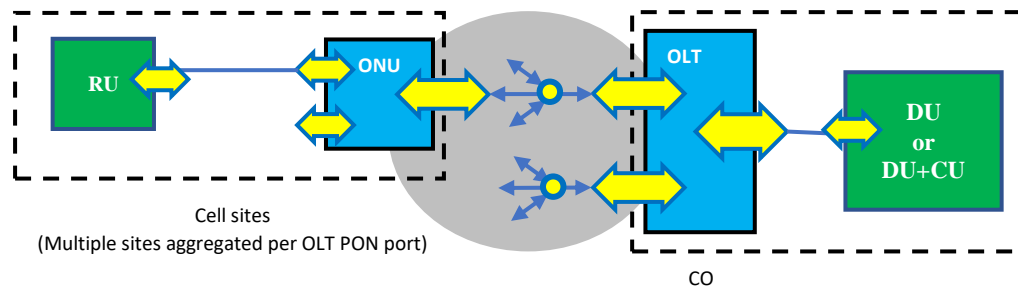 RU
ONU
OLT
DU
or
DU+CU
Cell sites
(Multiple sites aggregated per OLT PON port)
CO